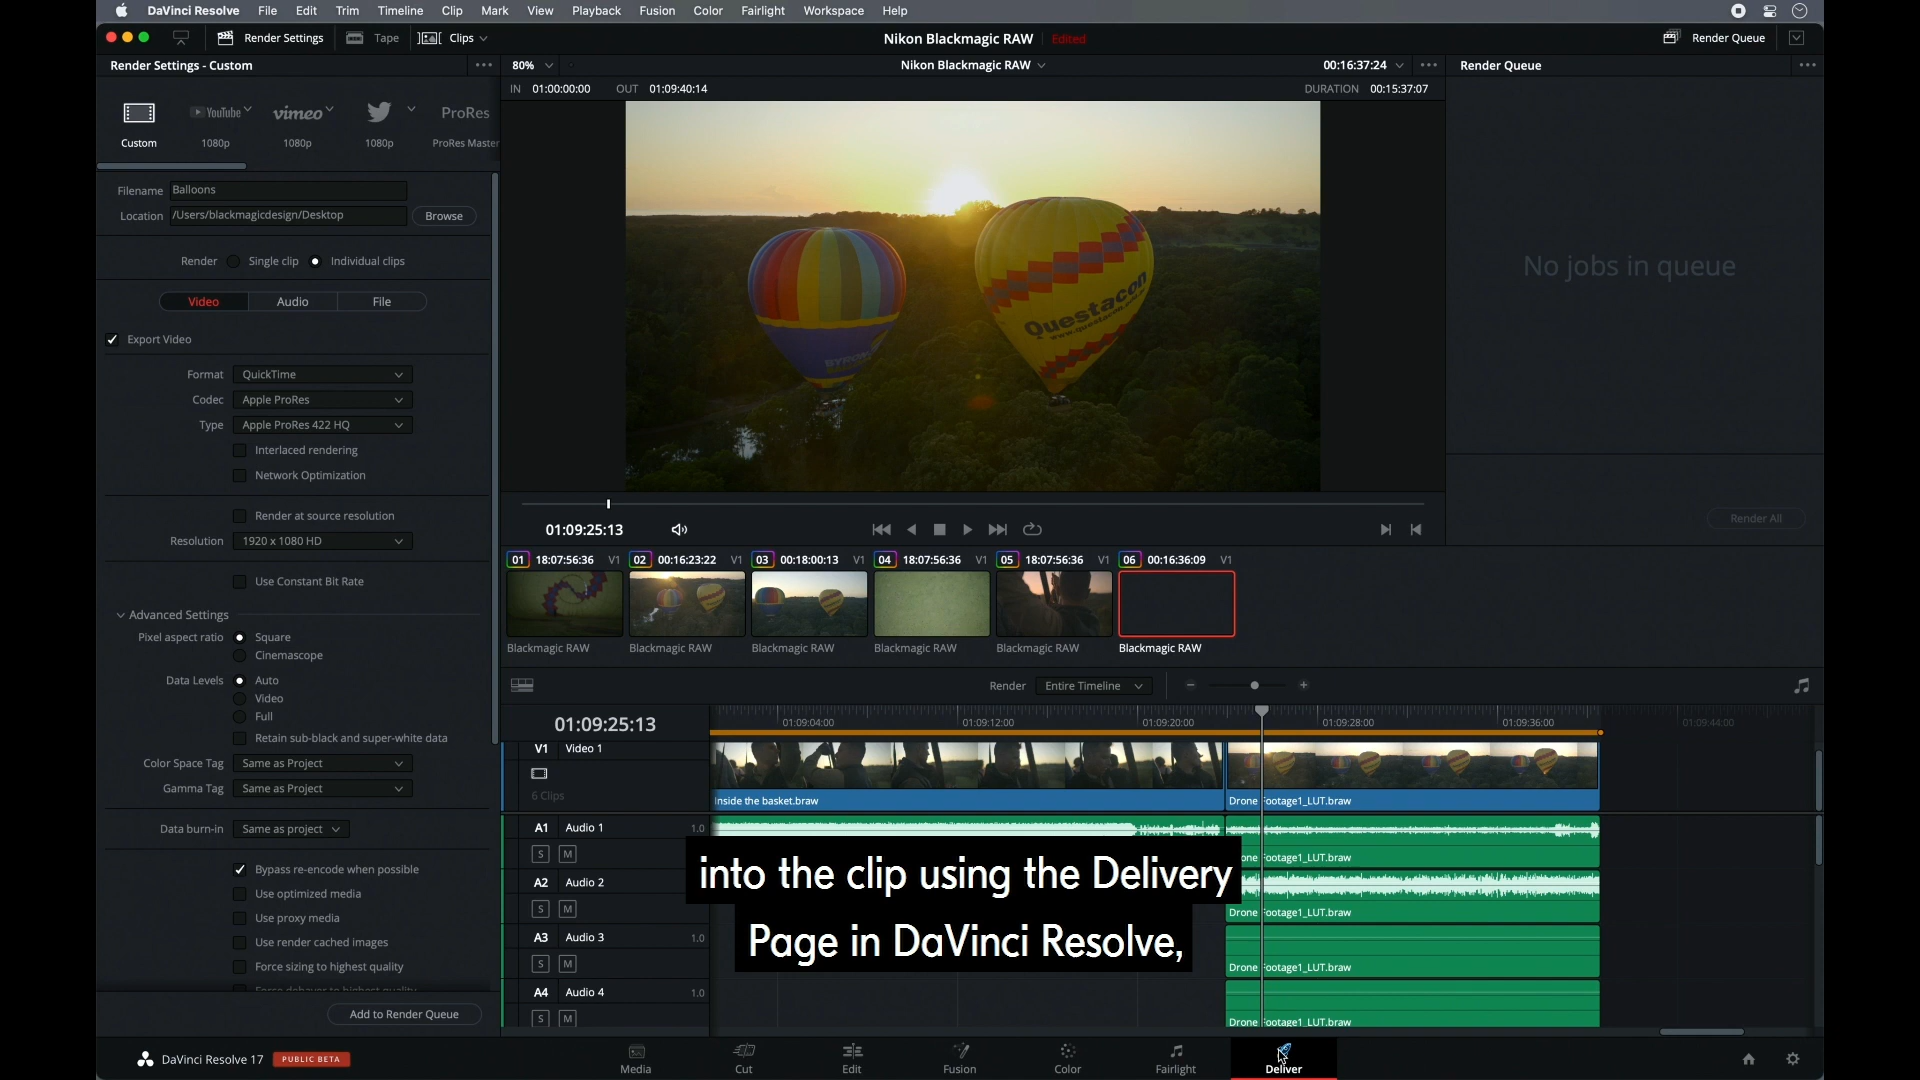 DaVinci Resolve File Edit Trim Timeline Clip Mark View Playback Fusion Color Fairlight Workspace Help
Render Settings Tape Clips Nikon Blackmagic RAW Edited Render Queue
Render Settings - Custom 80% Nikon Blackmagic RAW 00:16:37:24 Render Queue
IN 01:00:00:00 OUT 01:09:40:14 DURATION 00:15:37:07
YouTube vimeo ProRes
Custom 1080p 1080p 1080p ProRes Master
Filename Balloons
Location /Users/blackmagicdesign/Desktop Browse
Render Single clip Individual clips
Video Audio File
Export Video
Format QuickTime
Codec Apple ProRes
Type Apple ProRes 422 HQ
Interlaced rendering
Network Optimization
Render at source resolution
Resolution 1920 x 1080 HD
Use Constant Bit Rate
Advanced Settings
Pixel aspect ratio Square
Cinemascope
Data Levels Auto
Video
Full
Retain sub-black and super-white data
Color Space Tag Same as Project
Gamma Tag Same as Project
Data burn-in Same as project
Bypass re-encode when possible
Use optimized media
Use proxy media
Use render cached images
Force sizing to highest quality
Force debayer to highest quality
Add to Render Queue
Questacon
www.questacon.edu.au
BYRON
No jobs in queue
Render All
01:09:25:13
01 18:07:56:36 V1 02 00:16:23:22 V1 03 00:18:00:13 V1 04 18:07:56:36 V1 05 18:07:56:36 V1 06 00:16:36:09 V1
Blackmagic RAW Blackmagic RAW Blackmagic RAW Blackmagic RAW Blackmagic RAW Blackmagic RAW
Render Entire Timeline
01:09:25:13 01:09:04:00 01:09:12:00 01:09:20:00 01:09:28:00 01:09:36:00 01:09:44:00
V1 Video 1
6 Clips
Inside the basket.braw Drone Footage1_LUT.braw
A1 Audio 1 1.0
S M one Footage1_LUT.braw
A2 Audio 2
S M Drone Footage1_LUT.braw
A3 Audio 3 1.0
S M Drone Footage1_LUT.braw
A4 Audio 4 1.0
S M Drone Footage1_LUT.braw
into the clip using the Delivery
Page in DaVinci Resolve,
DaVinci Resolve 17 PUBLIC BETA
Media Cut Edit Fusion Color Fairlight Deliver